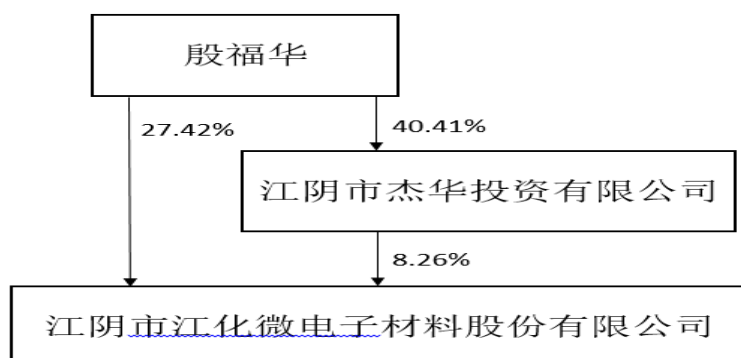 殷福华
27.42%
40.41%
江阴市杰华投资有限公司
8.26%
江阴市江化微电子材料股份有限公司